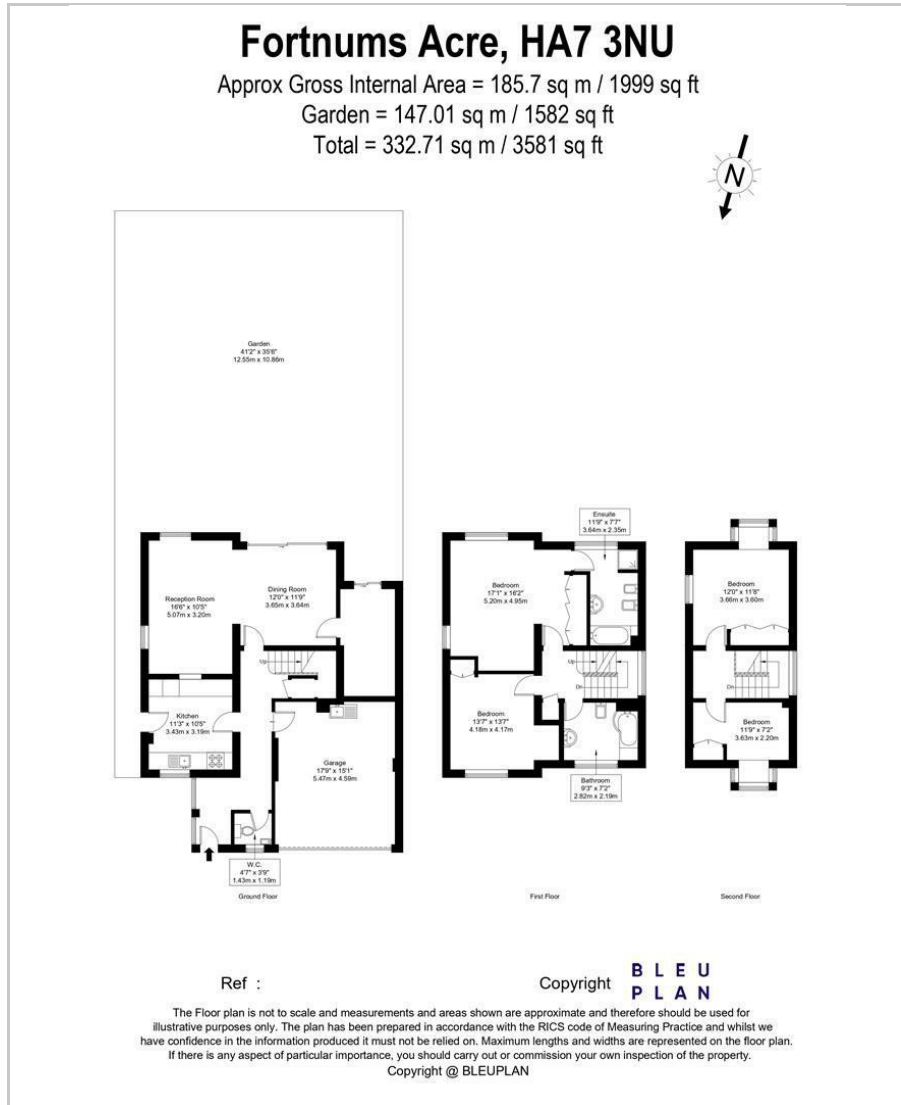 Fortnums Acre, HA7 3NU
Approx Gross Internal Area = 185.7 sq m / 1999 sq ft
Garden = 147.01 sq m / 1582 sq ft
Total = 332.71 sq m / 3581 sq ft
N
Garden
41'2" x 35'8"
12.55m x 10.86m
Reception Room
16'6" x 10'5"
5.07m x 3.20m
Dining Room
12'0" x 11'9"
3.65m x 3.64m
Up
Kitchen
11'3" x 10'5"
3.43m x 3.19m
Garage
17'9" x 15'1"
5.47m x 4.59m
W.C.
4'7" x 3'9"
1.43m x 1.19m
Ground Floor
Ensuite
11'9" x 7'7"
3.64m x 2.35m
Bedroom
17'1" x 16'2"
5.20m x 4.95m
Up
Dn
Bedroom
13'7" x 13'7"
4.18m x 4.17m
Bathroom
9'3" x 7'2"
2.82m x 2.19m
First Floor
Bedroom
12'0" x 11'8"
3.66m x 3.60m
Dn
Bedroom
11'9" x 7'2"
3.63m x 2.20m
Second Floor
Ref :
Copyright
BLEU
PLAN
The Floor plan is not to scale and measurements and areas shown are approximate and therefore should be used for
illustrative purposes only. The plan has been prepared in accordance with the RICS code of Measuring Practice and whilst we
have confidence in the information produced it must not be relied on. Maximum lengths and widths are represented on the floor plan.
If there is any aspect of particular importance, you should carry out or commission your own inspection of the property.
Copyright @ BLEUPLAN